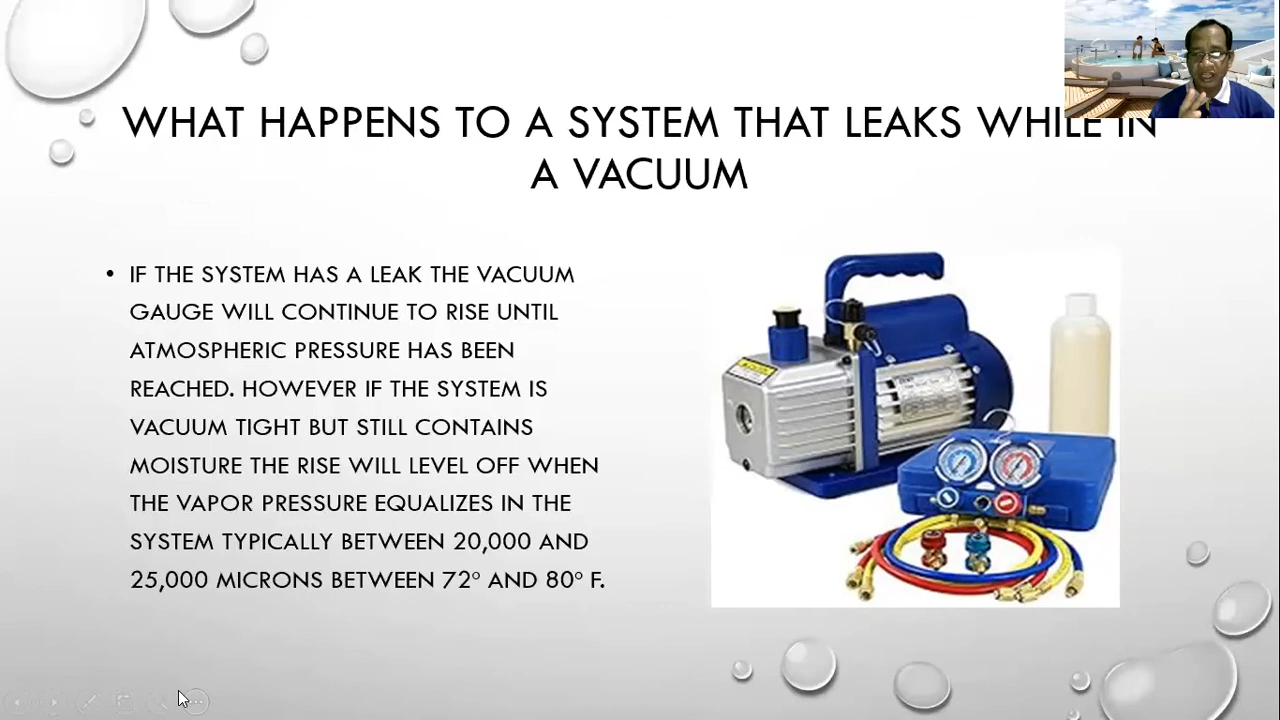 WHAT HAPPENS TO A SYSTEM THAT LEAKS WHILE IN
A VACUUM
• IF THE SYSTEM HAS A LEAK THE VACUUM
GAUGE WILL CONTINUE TO RISE UNTIL
ATMOSPHERIC PRESSURE HAS BEEN
REACHED. HOWEVER IF THE SYSTEM IS
VACUUM TIGHT BUT STILL CONTAINS
MOISTURE THE RISE WILL LEVEL OFF WHEN
THE VAPOR PRESSURE EQUALIZES IN THE
SYSTEM TYPICALLY BETWEEN 20,000 AND
25,000 MICRONS BETWEEN 72° AND 80° F.